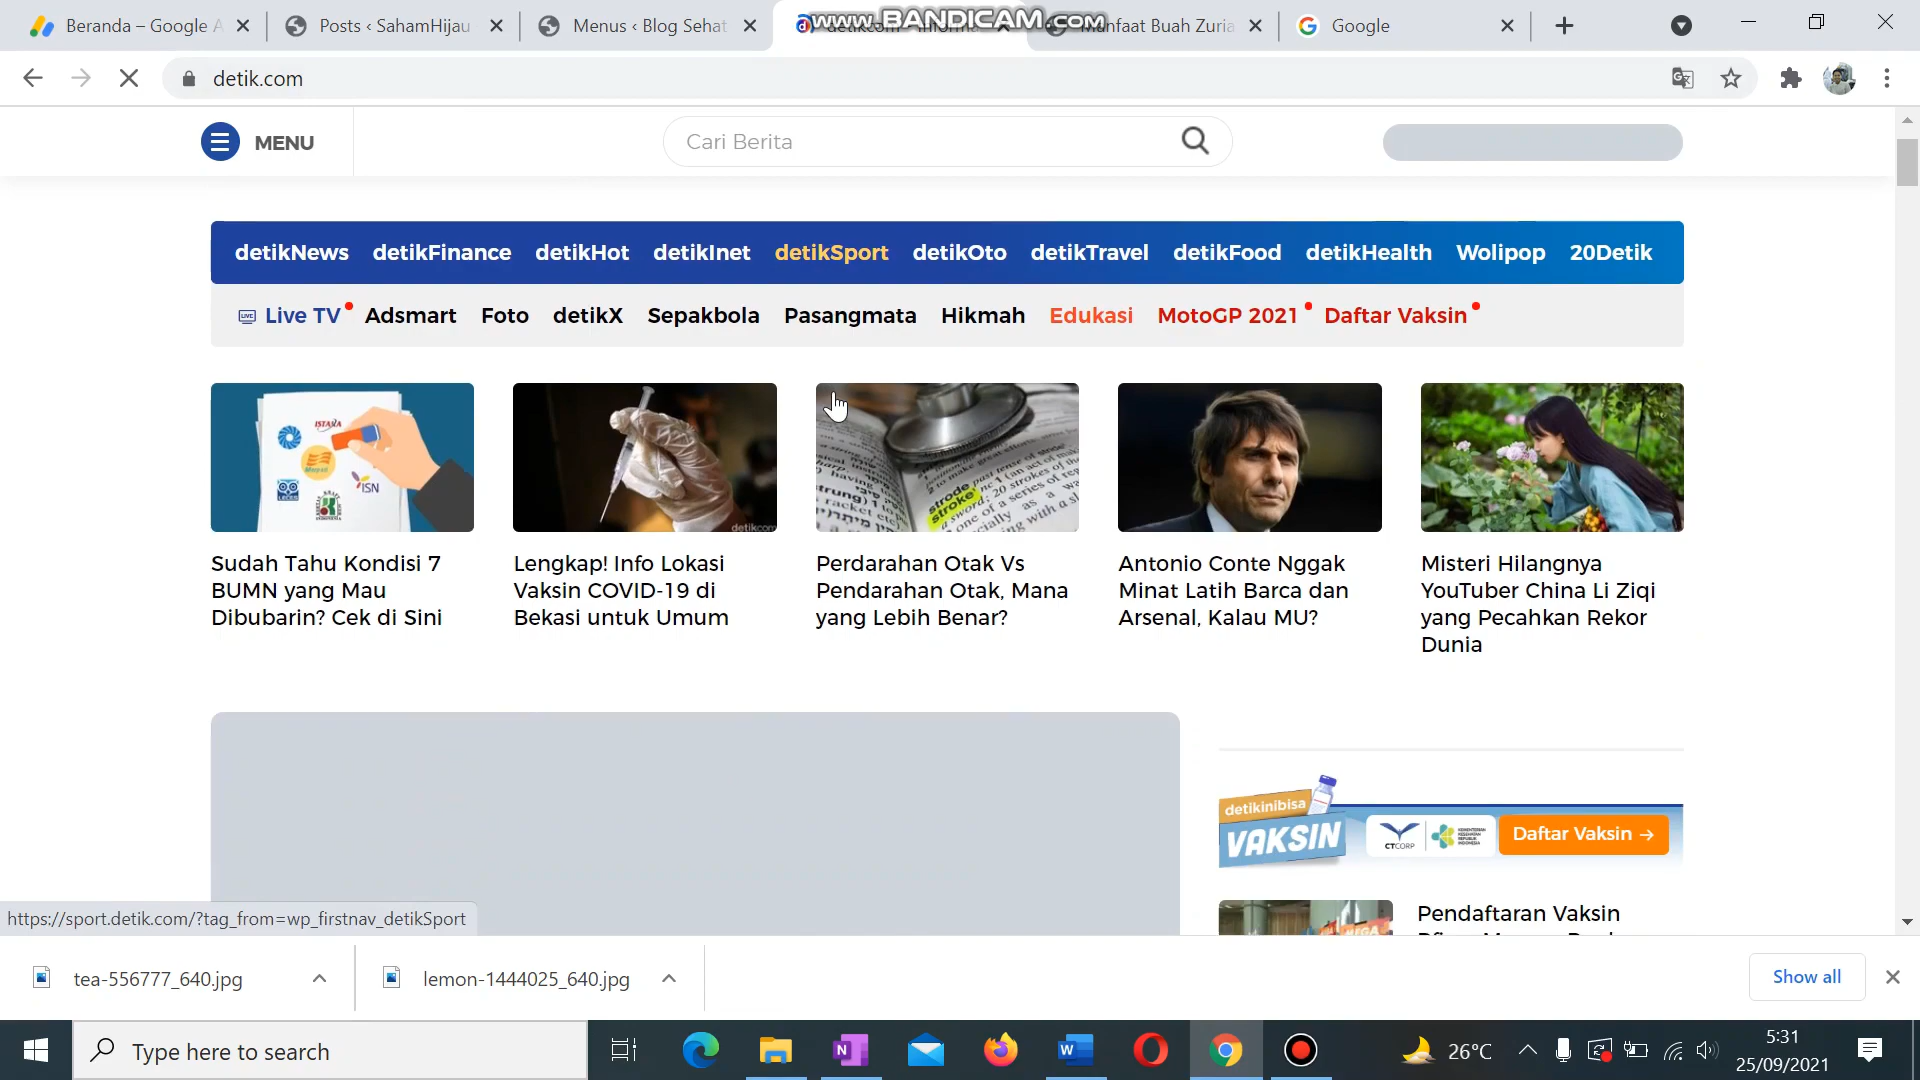 Beranda – Google A
Posts ‹ SahamHijau
Menus ‹ Blog Sehat
Manfaat Buah Zuria
Google
www.BANDICAM.com
detik.com
MENU
Cari Berita
detikNews detikFinance detikHot detikInet detikSport detikOto detikTravel detikFood detikHealth Wolipop 20Detik
LIVE Live TV Adsmart Foto detikX Sepakbola Pasangmata Hikmah Edukasi MotoGP 2021 Daftar Vaksin
ISTAKA
ISN
detikcom
stroke
Sudah Tahu Kondisi 7
BUMN yang Mau
Dibubarin? Cek di Sini
Lengkap! Info Lokasi
Vaksin COVID-19 di
Bekasi untuk Umum
Perdarahan Otak Vs
Pendarahan Otak, Mana
yang Lebih Benar?
Antonio Conte Nggak
Minat Latih Barca dan
Arsenal, Kalau MU?
Misteri Hilangnya
YouTuber China Li Ziqi
yang Pecahkan Rekor
Dunia
detikinibisa
VAKSIN
CTCORP
Daftar Vaksin →
Pendaftaran Vaksin
https://sport.detik.com/?tag_from=wp_firstnav_detikSport
tea-556777_640.jpg
lemon-1444025_640.jpg
Show all
Type here to search
26°C
5:31
25/09/2021